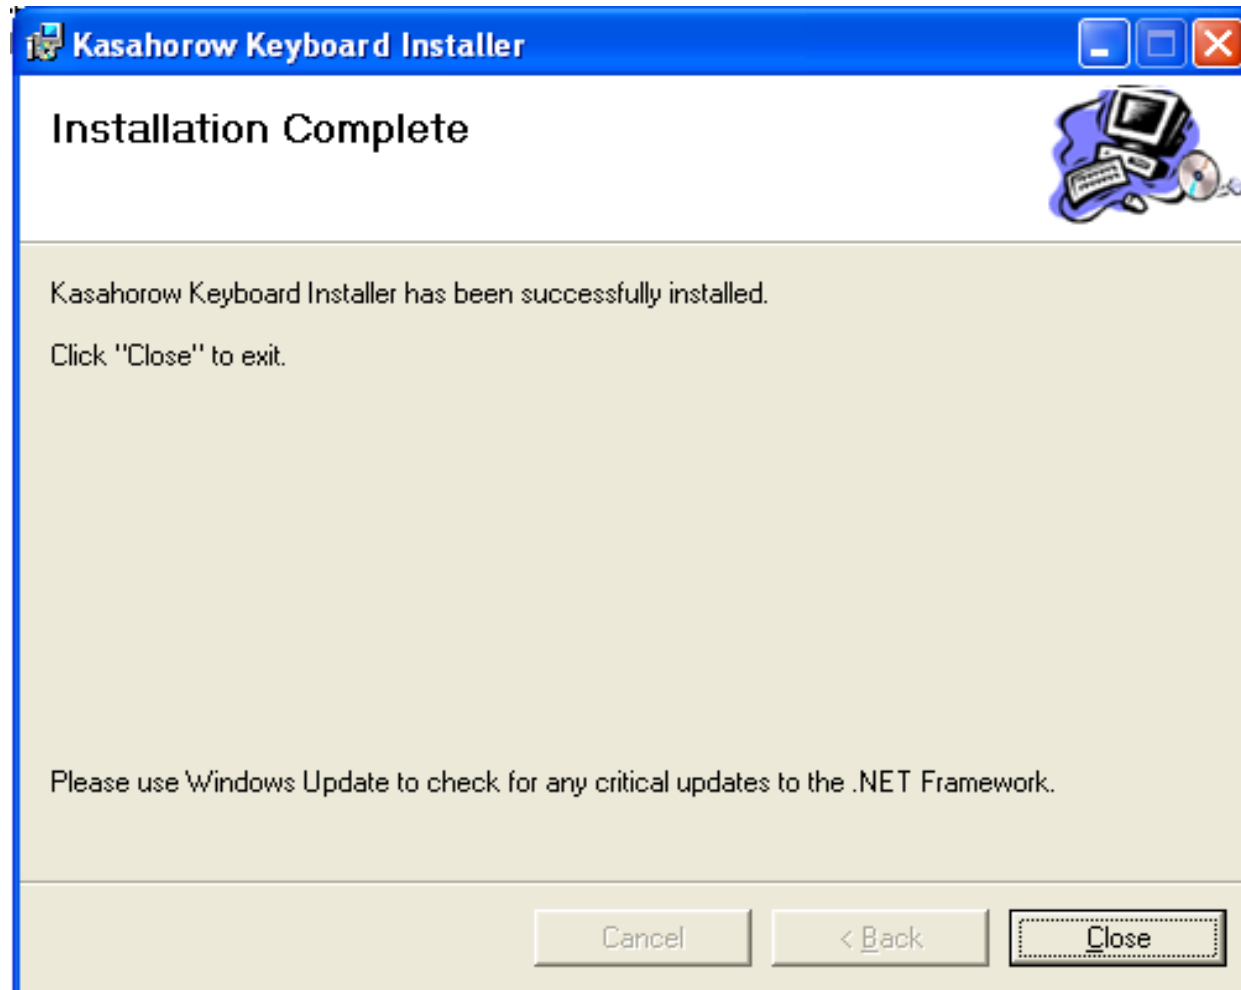 Kasahorow Keyboard Installer
Installation Complete
Kasahorow Keyboard Installer has been successfully installed.
Click "Close" to exit.
Please use Windows Update to check for any critical updates to the .NET Framework.
Cancel
< Back
Close